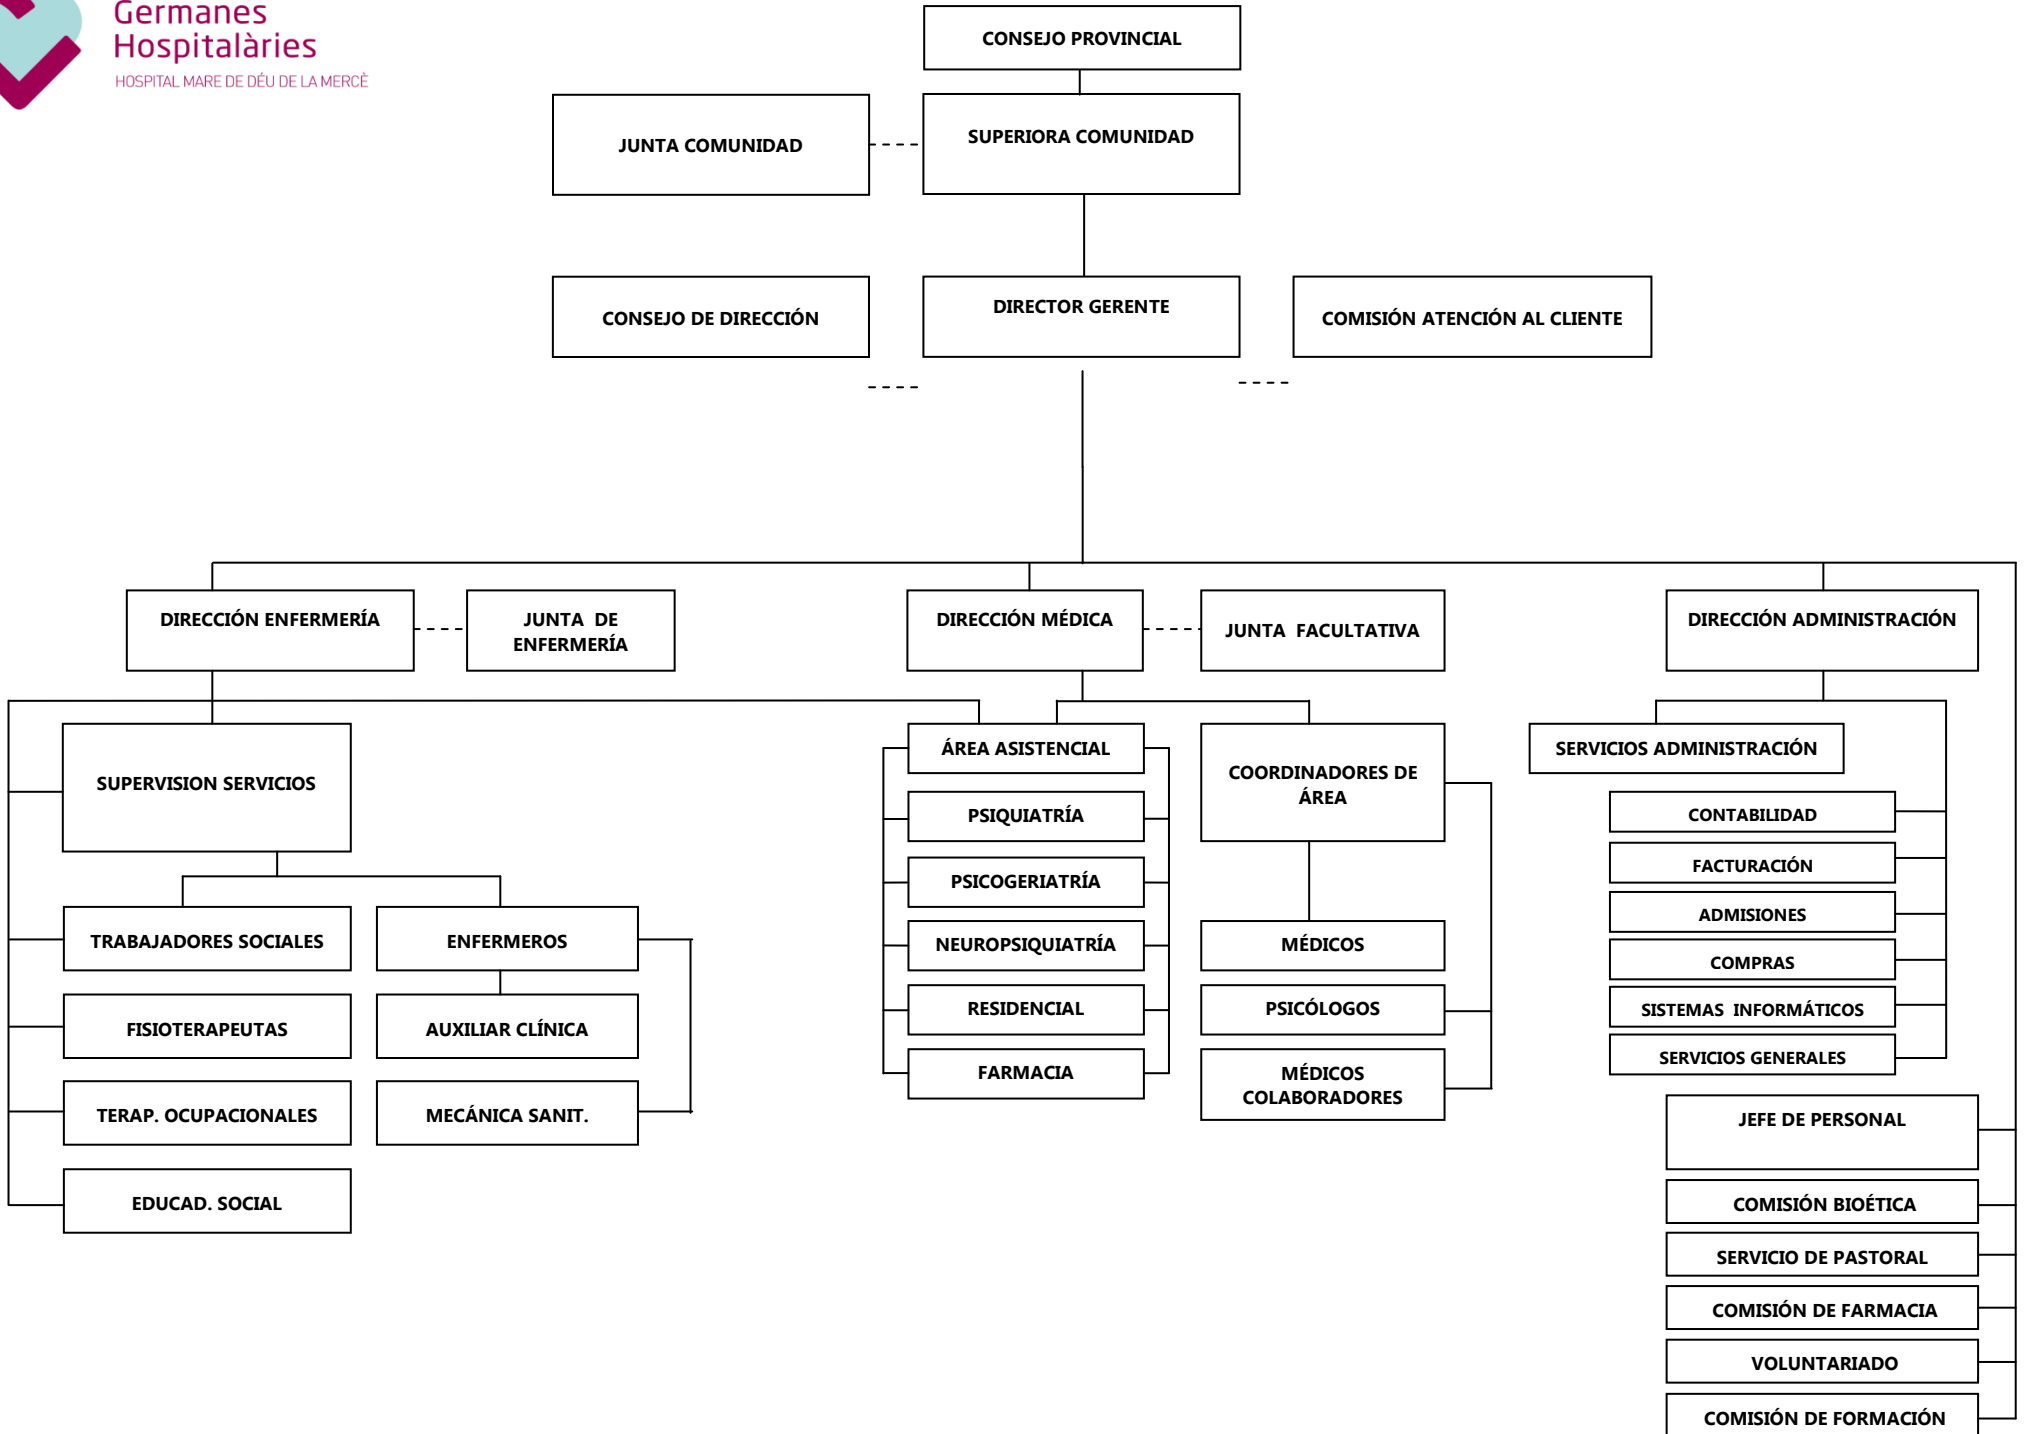 Germanes
Hospitalàries
HOSPITAL MARE DE DÉU DE LA MERCÈ
CONSEJO PROVINCIAL
JUNTA COMUNIDAD
SUPERIORA COMUNIDAD
CONSEJO DE DIRECCIÓN
DIRECTOR GERENTE
COMISIÓN ATENCIÓN AL CLIENTE
DIRECCIÓN ENFERMERÍA
JUNTA DE
ENFERMERÍA
DIRECCIÓN MÉDICA
JUNTA FACULTATIVA
DIRECCIÓN ADMINISTRACIÓN
SUPERVISION SERVICIOS
TRABAJADORES SOCIALES
FISIOTERAPEUTAS
TERAP. OCUPACIONALES
EDUCAD. SOCIAL
ENFERMEROS
AUXILIAR CLÍNICA
MECÁNICA SANIT.
ÁREA ASISTENCIAL
PSIQUIATRÍA
PSICOGERIATRÍA
NEUROPSIQUIATRÍA
RESIDENCIAL
FARMACIA
COORDINADORES DE
ÁREA
MÉDICOS
PSICÓLOGOS
MÉDICOS
COLABORADORES
SERVICIOS ADMINISTRACIÓN
CONTABILIDAD
FACTURACIÓN
ADMISIONES
COMPRAS
SISTEMAS INFORMÁTICOS
SERVICIOS GENERALES
JEFE DE PERSONAL
COMISIÓN BIOÉTICA
SERVICIO DE PASTORAL
COMISIÓN DE FARMACIA
VOLUNTARIADO
COMISIÓN DE FORMACIÓN